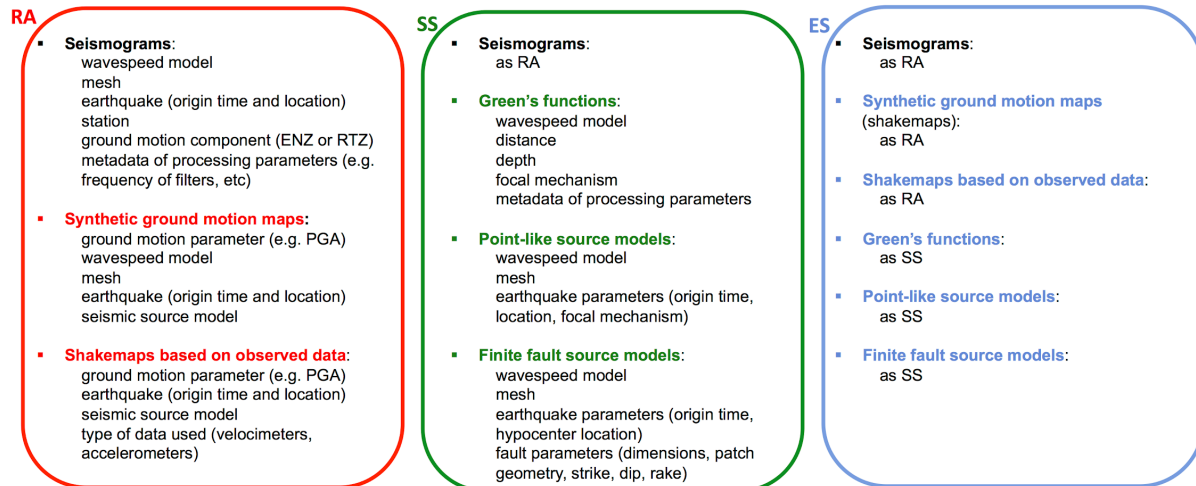 RA
▪ Seismograms:
wavespeed model
mesh
earthquake (origin time and location)
station
ground motion component (ENZ or RTZ)
metadata of processing parameters (e.g.
frequency of filters, etc)
▪ Synthetic ground motion maps:
ground motion parameter (e.g. PGA)
wavespeed model
mesh
earthquake (origin time and location)
seismic source model
▪ Shakemaps based on observed data:
ground motion parameter (e.g. PGA)
earthquake (origin time and location)
seismic source model
type of data used (velocimeters,
accelerometers)
SS
▪ Seismograms:
as RA
▪ Green's functions:
wavespeed model
distance
depth
focal mechanism
metadata of processing parameters
▪ Point-like source models:
wavespeed model
mesh
earthquake parameters (origin time,
location, focal mechanism)
▪ Finite fault source models:
wavespeed model
mesh
earthquake parameters (origin time,
hypocenter location)
fault parameters (dimensions, patch
geometry, strike, dip, rake)
ES
▪ Seismograms:
as RA
▪ Synthetic ground motion maps
(shakemaps):
as RA
▪ Shakemaps based on observed data:
as RA
▪ Green's functions:
as SS
▪ Point-like source models:
as SS
▪ Finite fault source models:
as SS